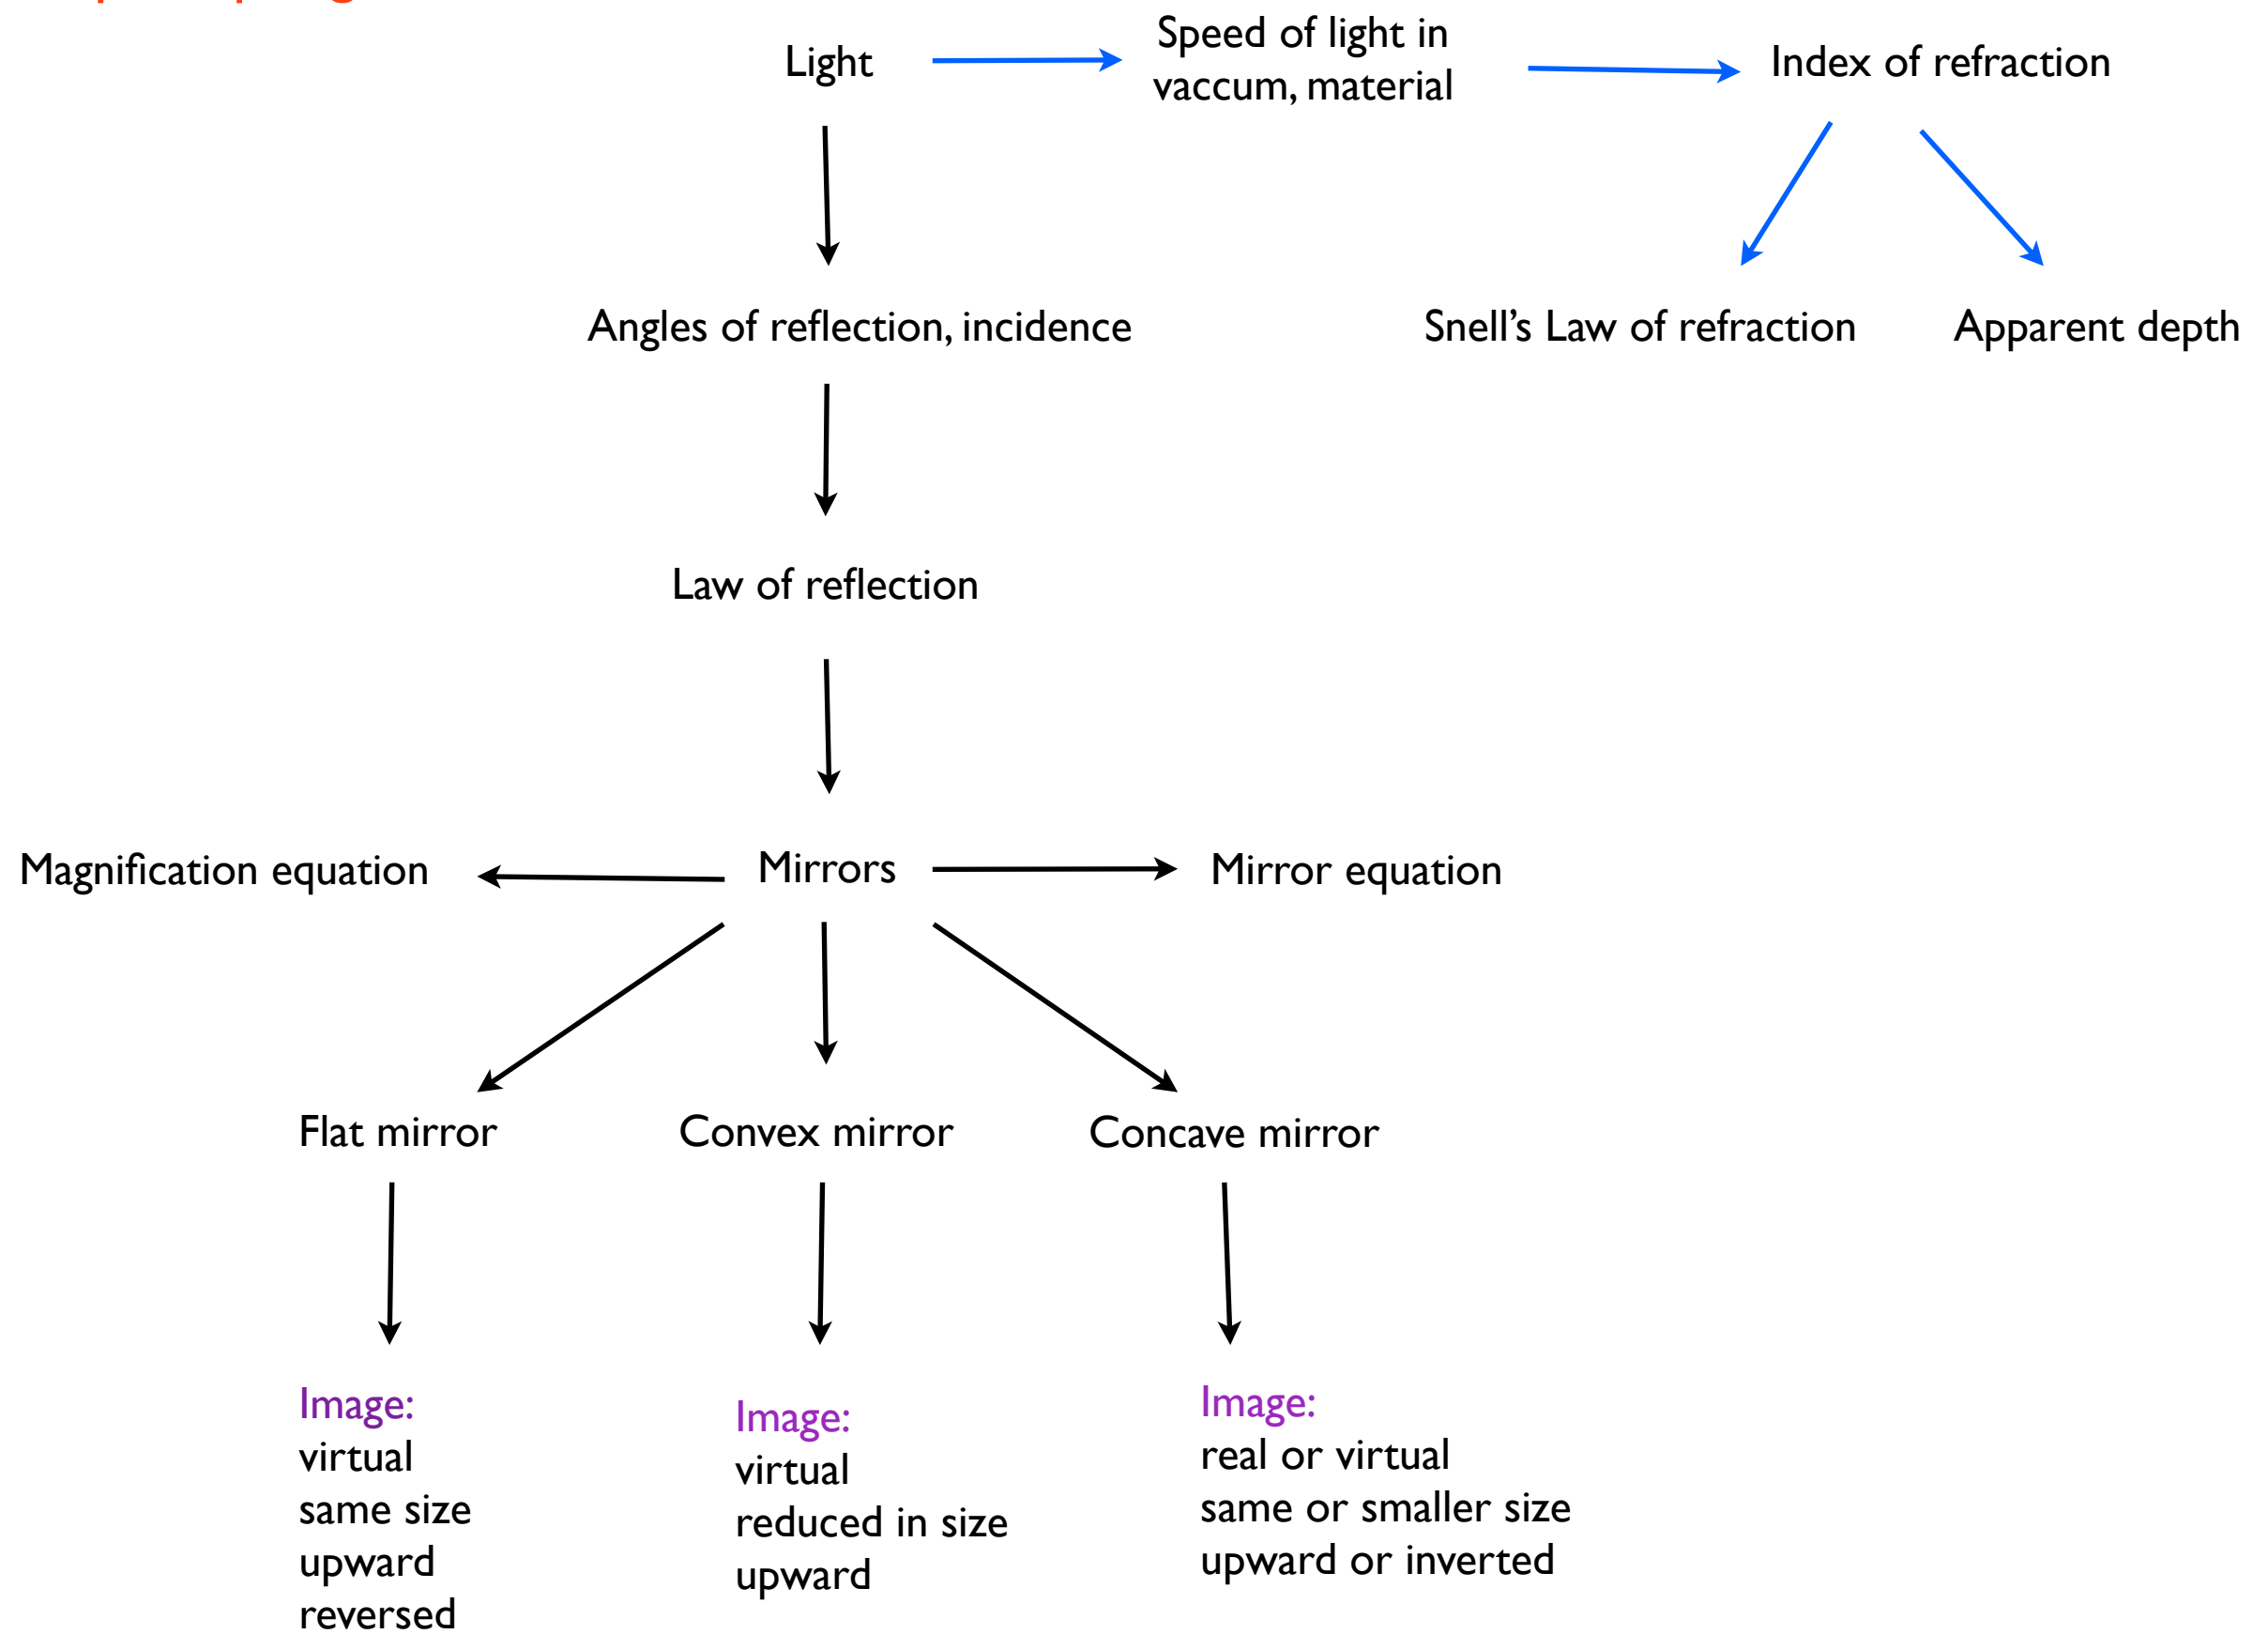 Light
Speed of light in
vaccum, material
Index of refraction
Angles of reflection, incidence
Snell’s Law of refraction
Apparent depth
Law of reflection
Magnification equation
Mirrors
Mirror equation
Flat mirror
Convex mirror
Concave mirror
Image:
virtual
same size
upward
reversed
Image:
virtual
reduced in size
upward
Image:
real or virtual
same or smaller size
upward or inverted